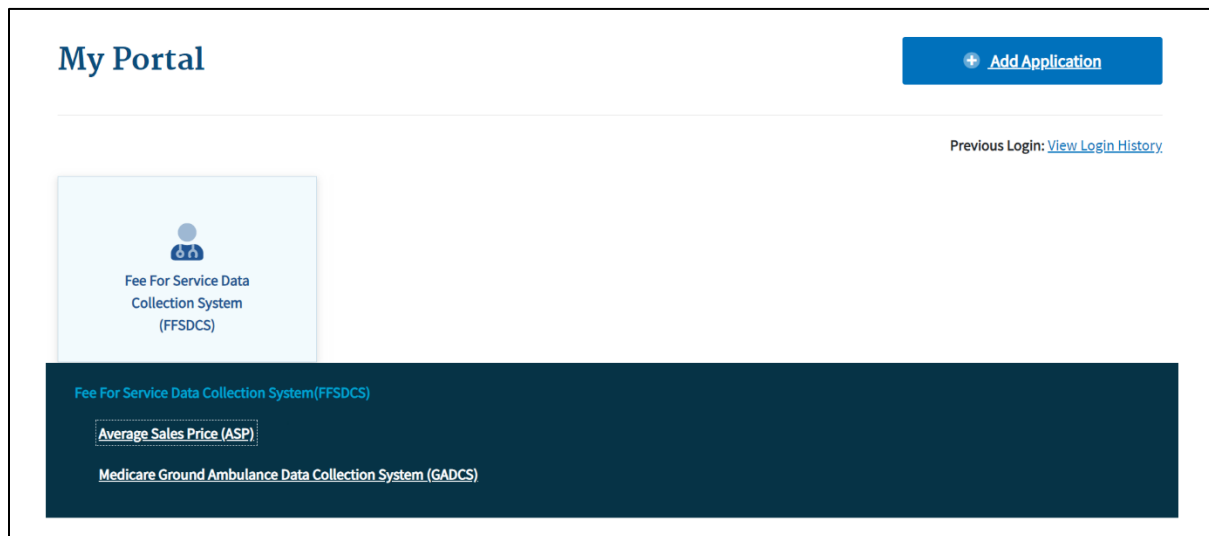 My Portal
Add Application
Previous Login: View Login History
Fee For Service Data
Collection System
(FFSDCS)
Fee For Service Data Collection System(FFSDCS)
Average Sales Price (ASP)
Medicare Ground Ambulance Data Collection System (GADCS)